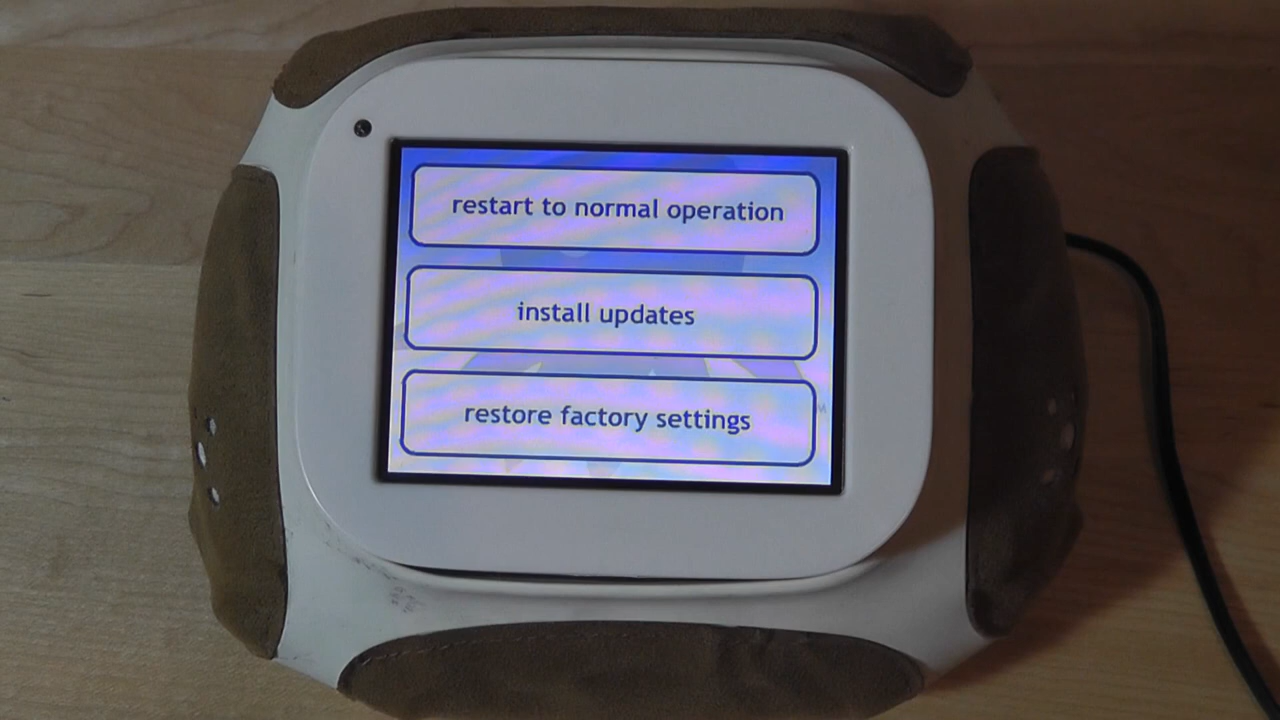 restart to normal operation
install updates
restore factory settings